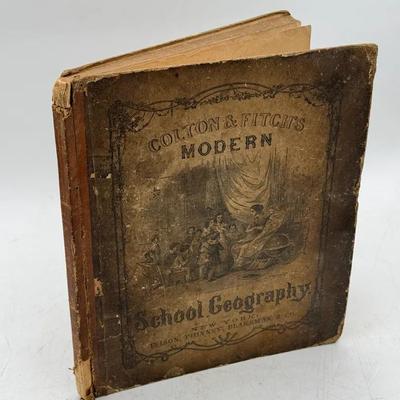 COLTON & FITCH'S
MODERN
School Geography.
NEW YORK:
IVISON, PHINNEY, BLAKEMAN, & CO.